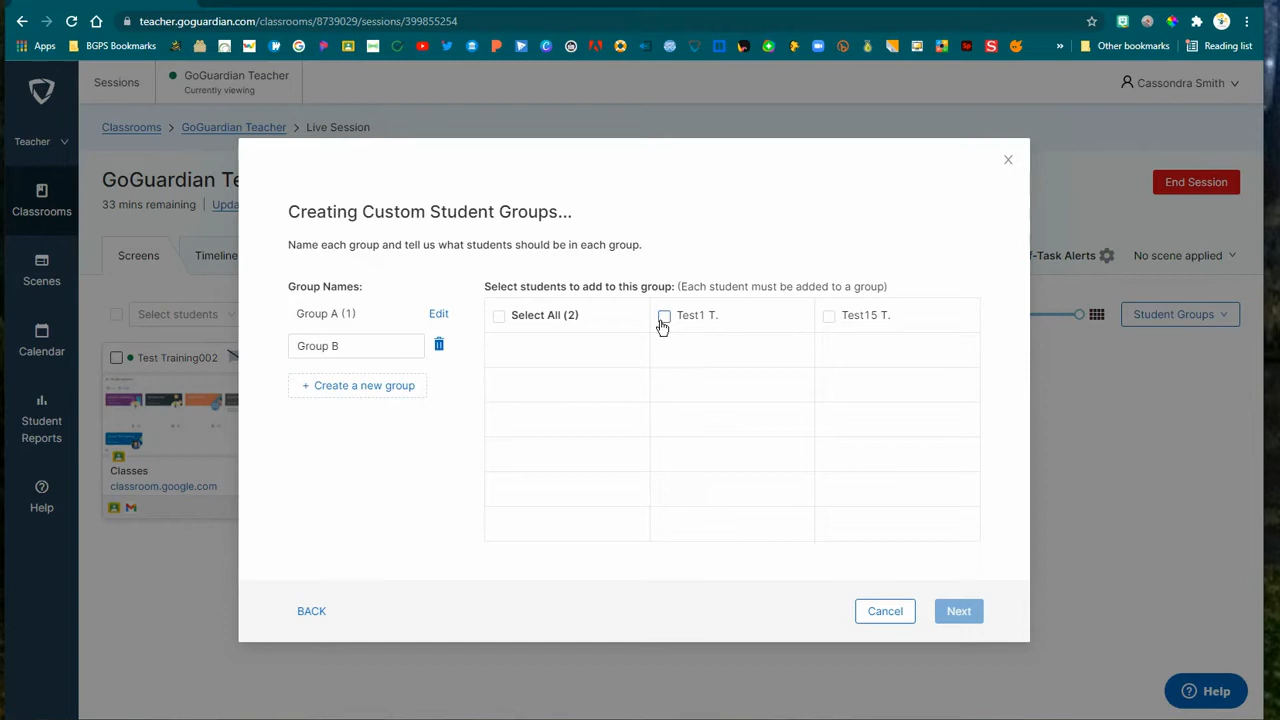 teacher.goguardian.com/classrooms/8739029/sessions/399855254
Apps
BGPS Bookmarks
»
Other bookmarks
Reading list
Sessions
GoGuardian Teacher
Currently viewing
Cassondra Smith
Teacher
Classrooms
Scenes
Calendar
Student
Reports
Help
Classrooms > GoGuardian Teacher > Live Session
GoGuardian Te
33 mins remaining
Upda
End Session
Screens
Timeline
f-Task Alerts
No scene applied
Select students
Student Groups
Test Training002
Classes
classroom.google.com
Creating Custom Student Groups...
Name each group and tell us what students should be in each group.
Group Names:
Group A (1)
Edit
Group B
+ Create a new group
Select students to add to this group: (Each student must be added to a group)
Select All (2)
Test1 T.
Test15 T.
BACK
Cancel
Next
Help